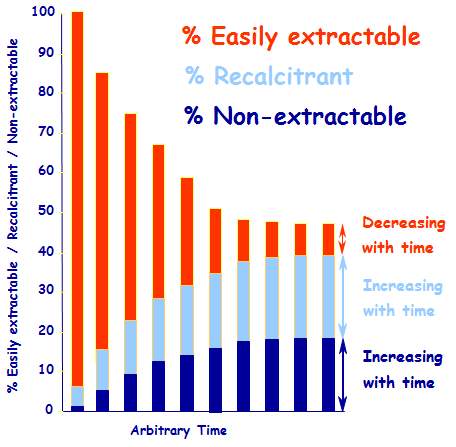 % Easily extractable
% Recalcitrant
% Non-extractable
% Easily extractable / Recalcitrant / Non-extractable
100
90
80
70
60
50
40
30
20
10
0
Decreasing
with time
Increasing
with time
Increasing
with time
Arbitrary Time